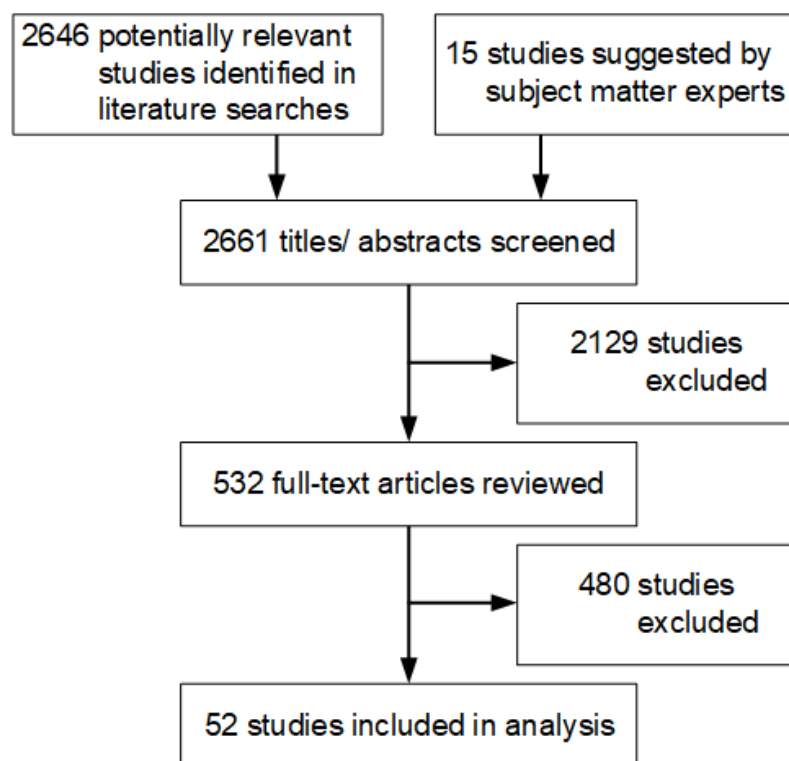 2646 potentially relevant
studies identified in
literature searches
15 studies suggested by
subject matter experts
2661 titles/ abstracts screened
2129 studies
excluded
532 full-text articles reviewed
480 studies
excluded
52 studies included in analysis